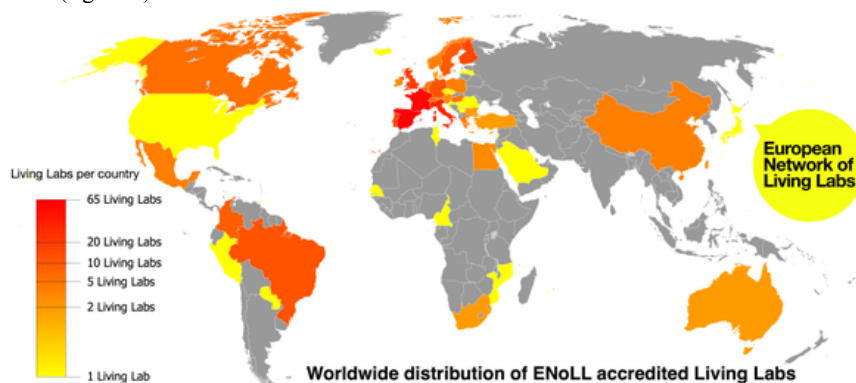 Living Labs per country
65 Living Labs
20 Living Labs
10 Living Labs
5 Living Labs
2 Living Labs
1 Living Lab
European
Network of
Living Labs
Worldwide distribution of ENoLL accredited Living Labs